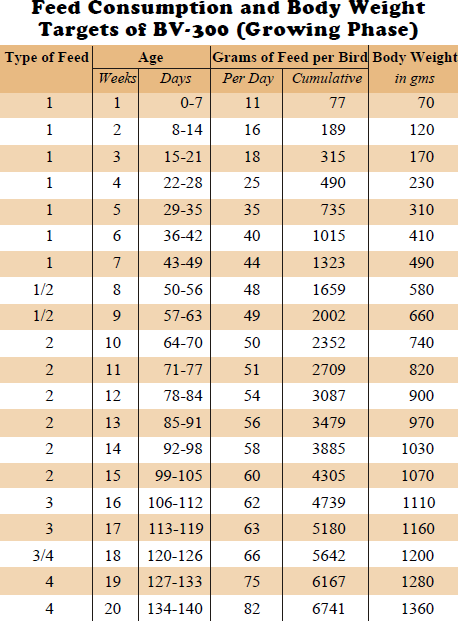 Feed Consumption and Body Weight
Targets of BV-300 (Growing Phase)
Type of Feed Age Grams of Feed per Bird Body Weight
Weeks Days Per Day Cumulative in gms
1 1 0-7 11 77 70
1 2 8-14 16 189 120
1 3 15-21 18 315 170
1 4 22-28 25 490 230
1 5 29-35 35 735 310
1 6 36-42 40 1015 410
1 7 43-49 44 1323 490
1/2 8 50-56 48 1659 580
1/2 9 57-63 49 2002 660
2 10 64-70 50 2352 740
2 11 71-77 51 2709 820
2 12 78-84 54 3087 900
2 13 85-91 56 3479 970
2 14 92-98 58 3885 1030
2 15 99-105 60 4305 1070
3 16 106-112 62 4739 1110
3 17 113-119 63 5180 1160
3/4 18 120-126 66 5642 1200
4 19 127-133 75 6167 1280
4 20 134-140 82 6741 1360